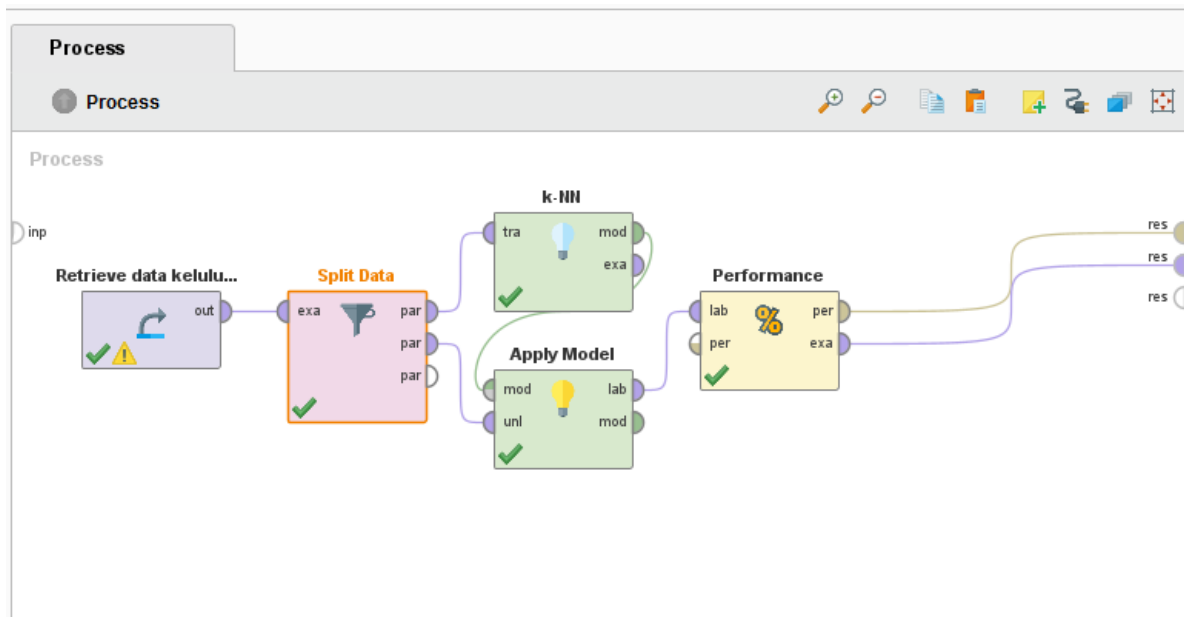 Process
Process
Process
inp
Retrieve data kelulu...
out
Split Data
exa
par
par
par
k-NN
tra
mod
exa
Apply Model
mod
lab
unl
mod
Performance
%
lab
per
per
exa
res
res
res